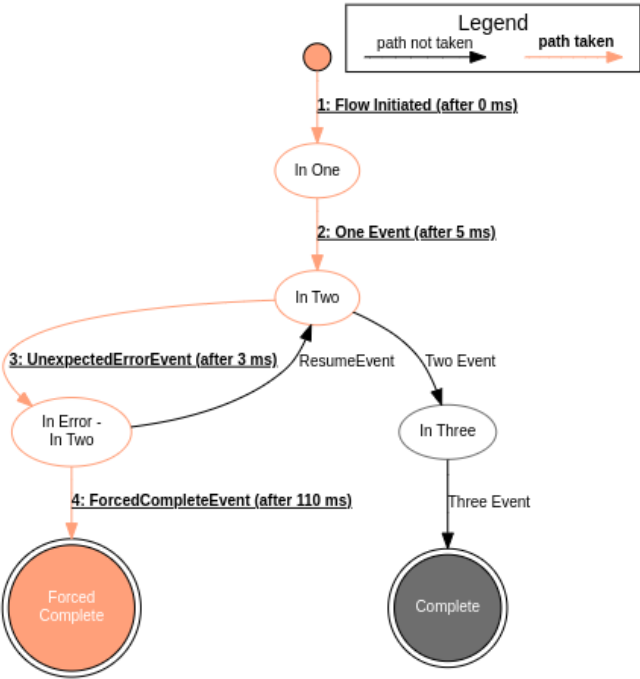 Legend
path not taken
path taken
1: Flow Initiated (after 0 ms)
In One
2: One Event (after 5 ms)
In Two
3: UnexpectedErrorEvent (after 3 ms)
ResumeEvent
Two Event
In Error -
In Two
In Three
4: ForcedCompleteEvent (after 110 ms)
Three Event
Forced
Complete
Complete